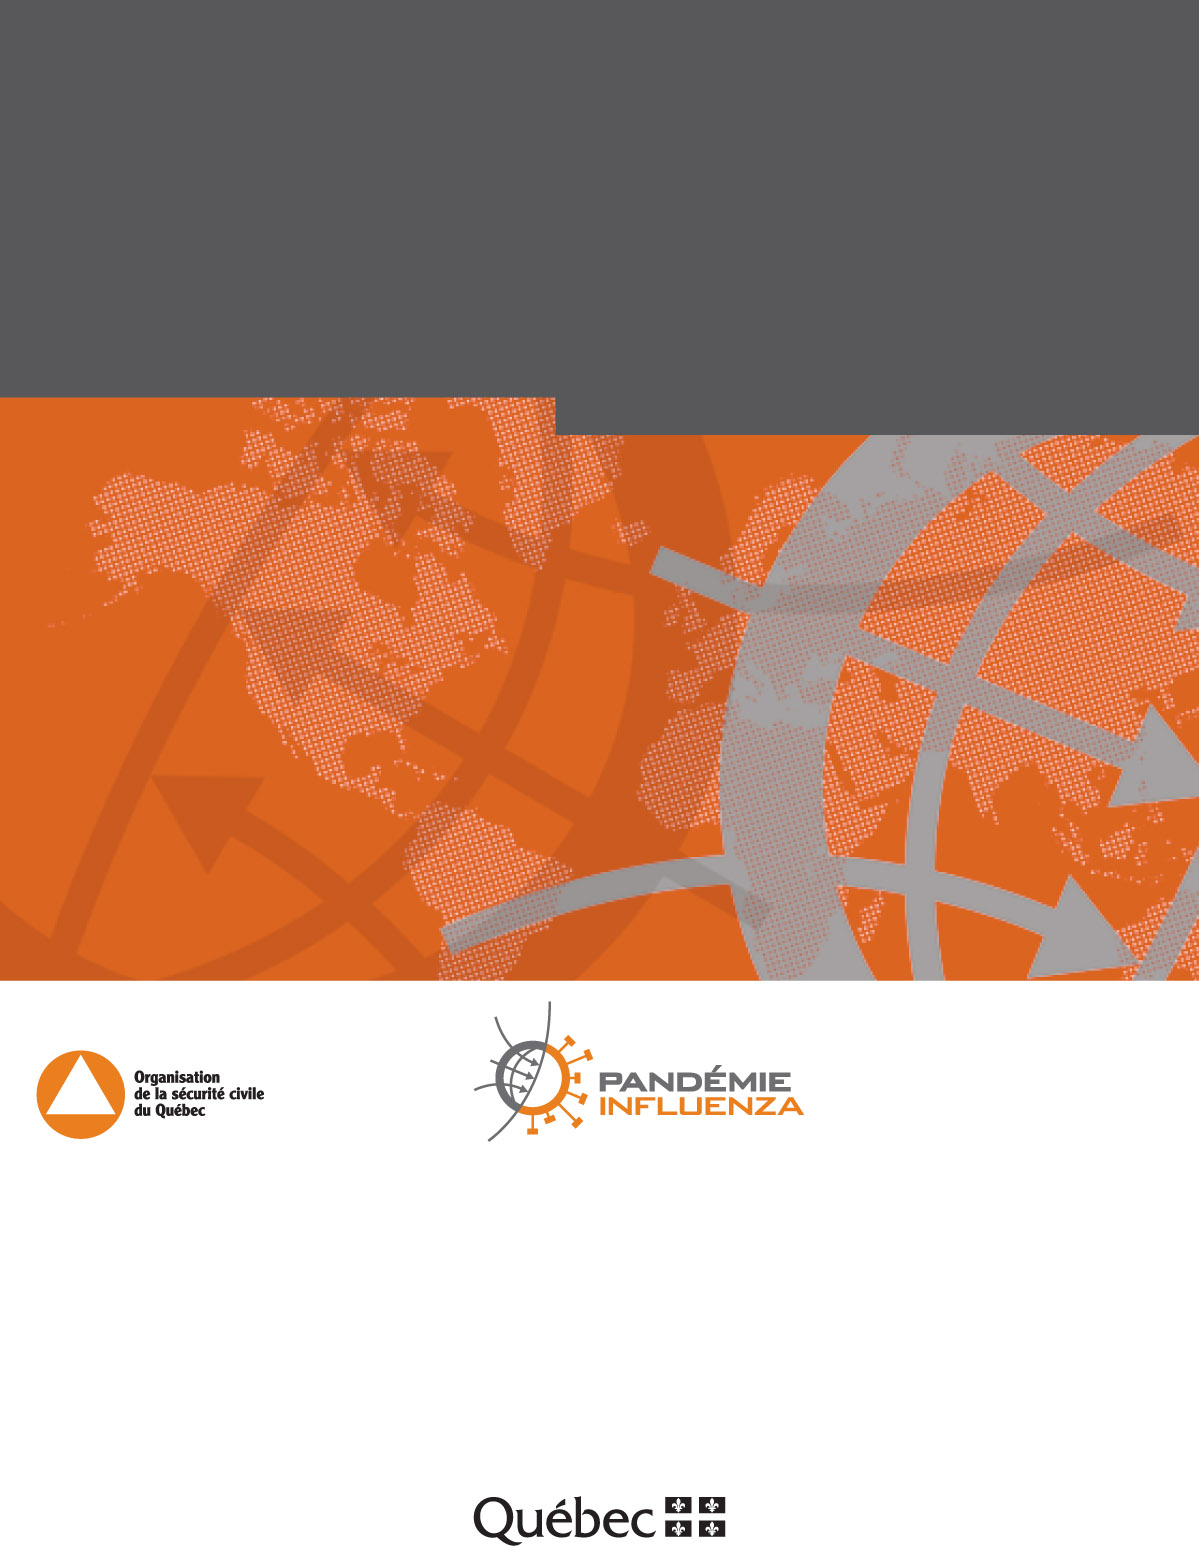 Organisation
de la sécurité civile
du Québec
PANDÉMIE
INFLUENZA
Québec